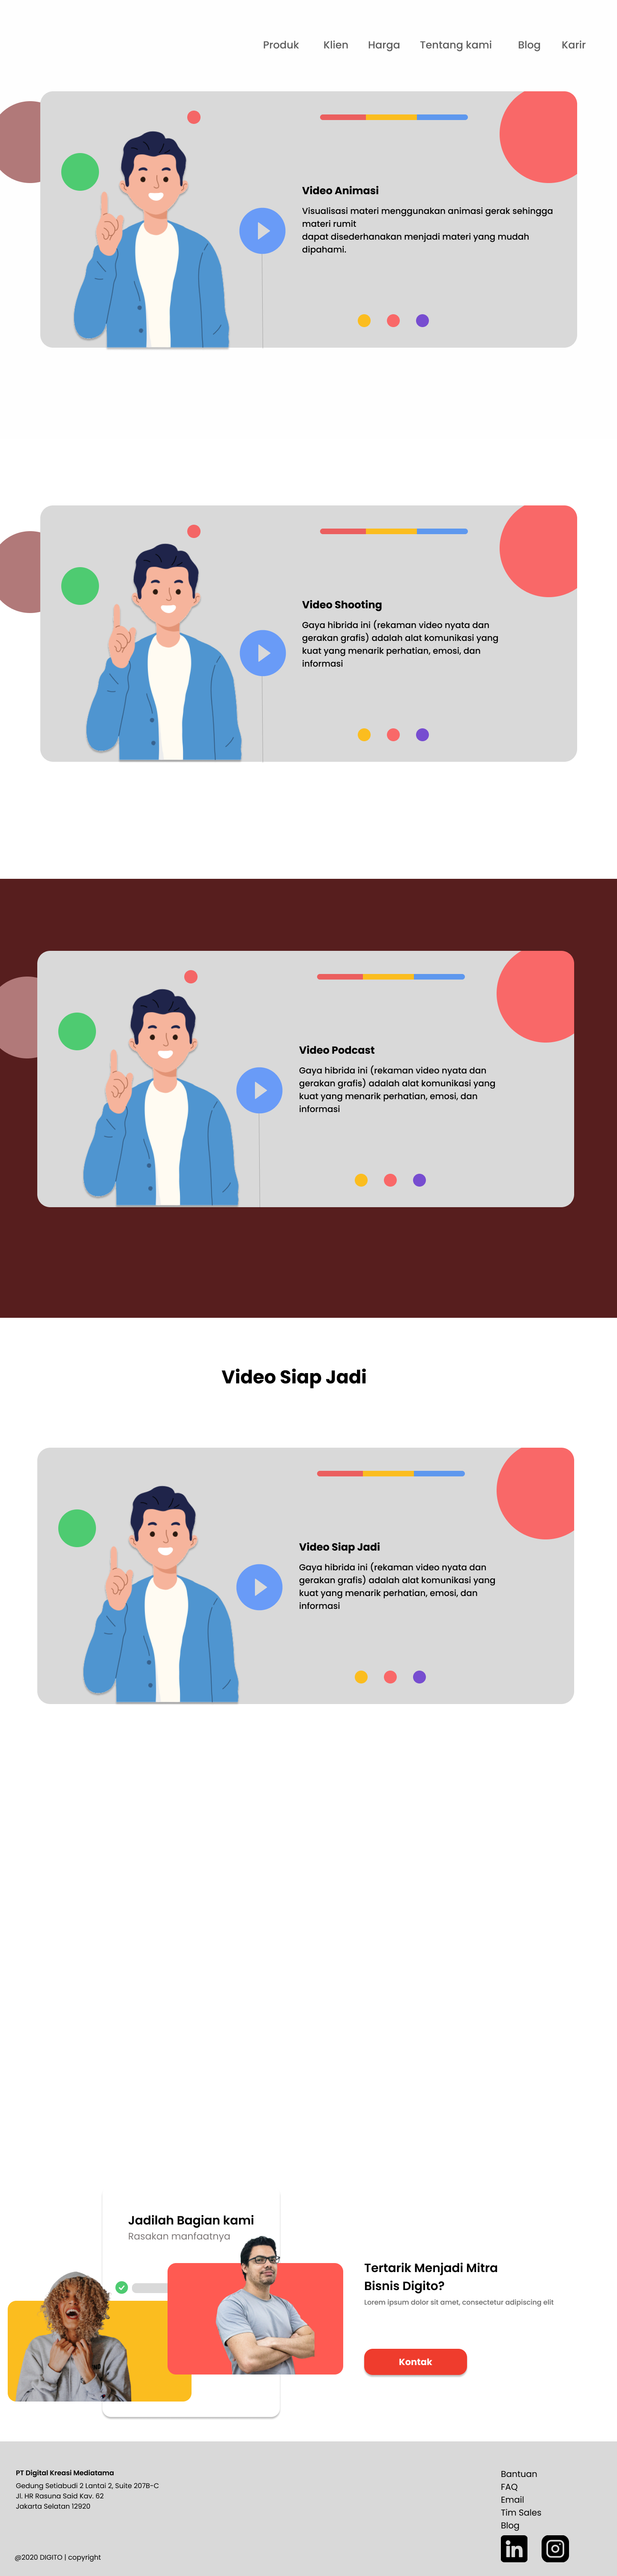 Produk Klien Harga Tentang kami Blog Karir
Video Animasi
Visualisasi materi menggunakan animasi gerak sehingga
materi rumit
dapat disederhanakan menjadi materi yang mudah
dipahami.
Video Shooting
Gaya hibrida ini (rekaman video nyata dan
gerakan grafis) adalah alat komunikasi yang
kuat yang menarik perhatian, emosi, dan
informasi
Video Podcast
Gaya hibrida ini (rekaman video nyata dan
gerakan grafis) adalah alat komunikasi yang
kuat yang menarik perhatian, emosi, dan
informasi
Video Siap Jadi
Video Siap Jadi
Gaya hibrida ini (rekaman video nyata dan
gerakan grafis) adalah alat komunikasi yang
kuat yang menarik perhatian, emosi, dan
informasi
Jadilah Bagian kami
Rasakan manfaatnya
Tertarik Menjadi Mitra
Bisnis Digito?
Lorem ipsum dolor sit amet, consectetur adipiscing elit
Kontak
PT Digital Kreasi Mediatama
Gedung Setiabudi 2 Lantai 2, Suite 207B-C
Jl. HR Rasuna Said Kav. 62
Jakarta Selatan 12920
@2020 DIGITO | copyright
Bantuan
FAQ
Email
Tim Sales
Blog
in